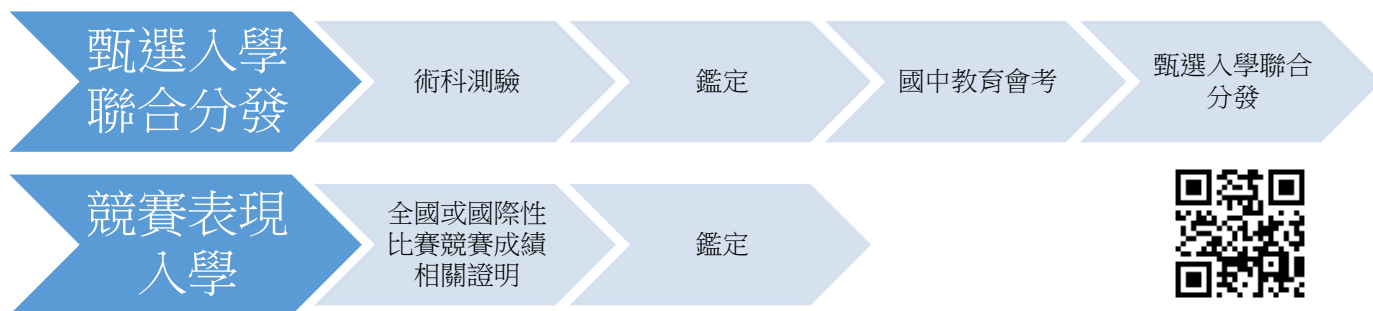 甄選入學
聯合分發
術科測驗
鑑定
國中教育會考
甄選入學聯合
分發
競賽表現
入學
全國或國際性
比賽競賽成績
相關證明
鑑定